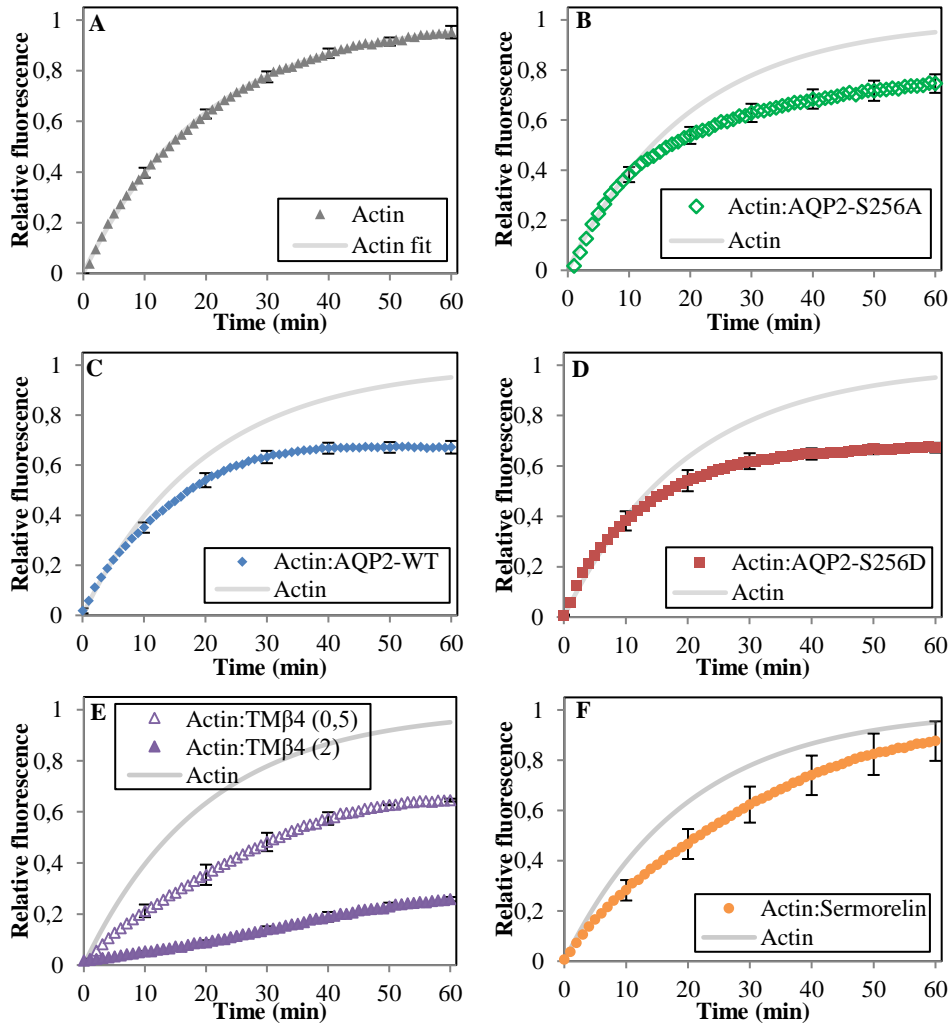 A
Relative fluorescence
1
0,8
0,6
0,4
0,2
0
0 10 20 30 40 50 60
Time (min)
Actin
Actin fit
B
Relative fluorescence
1
0,8
0,6
0,4
0,2
0
0 10 20 30 40 50 60
Time (min)
Actin:AQP2-S256A
Actin
C
Relative fluorescence
1
0,8
0,6
0,4
0,2
0
0 10 20 30 40 50 60
Time (min)
Actin:AQP2-WT
Actin
D
Relative fluorescence
1
0,8
0,6
0,4
0,2
0
0 10 20 30 40 50 60
Time (min)
Actin:AQP2-S256D
Actin
E
Relative fluorescence
1
0,8
0,6
0,4
0,2
0
0 10 20 30 40 50 60
Time (min)
Actin:TMβ4 (0,5)
Actin:TMβ4 (2)
Actin
F
Relative fluorescence
1
0,8
0,6
0,4
0,2
0
0 10 20 30 40 50 60
Time (min)
Actin:Sermorelin
Actin